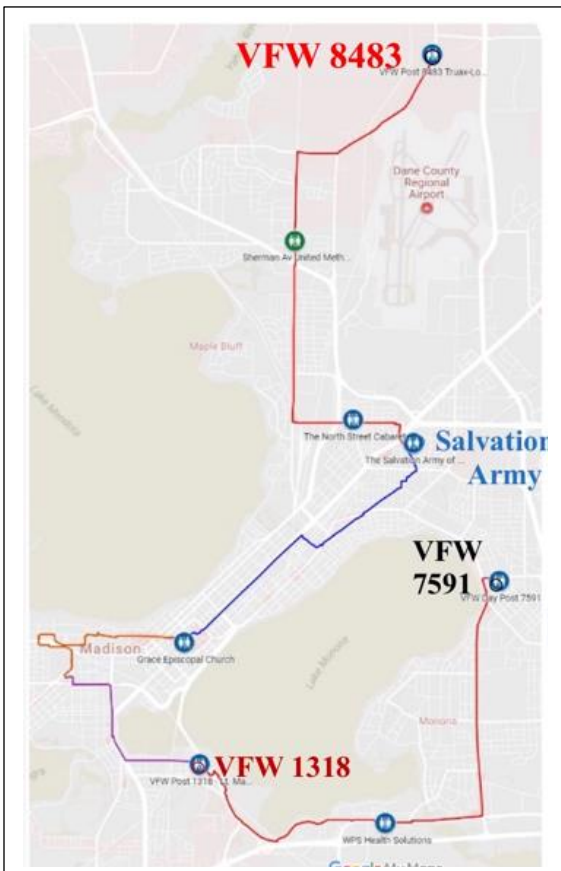 VFW 8483
VFW Post 8483 Truax-Lo...
Dane County
Regional
Airport
Sherman Av United Meth...
Maple Bluff
Lake Mendota
The North Street Cabaret
Salvation
Army
The Salvation Army of ...
VFW
7591
VFW Day Post 7591
Madison
Grace Episcopal Church
Lake Monona
Monona
VFW 1318
VFW Post 1318 - Lt. Ma...
WPS Health Solutions
Google My Maps